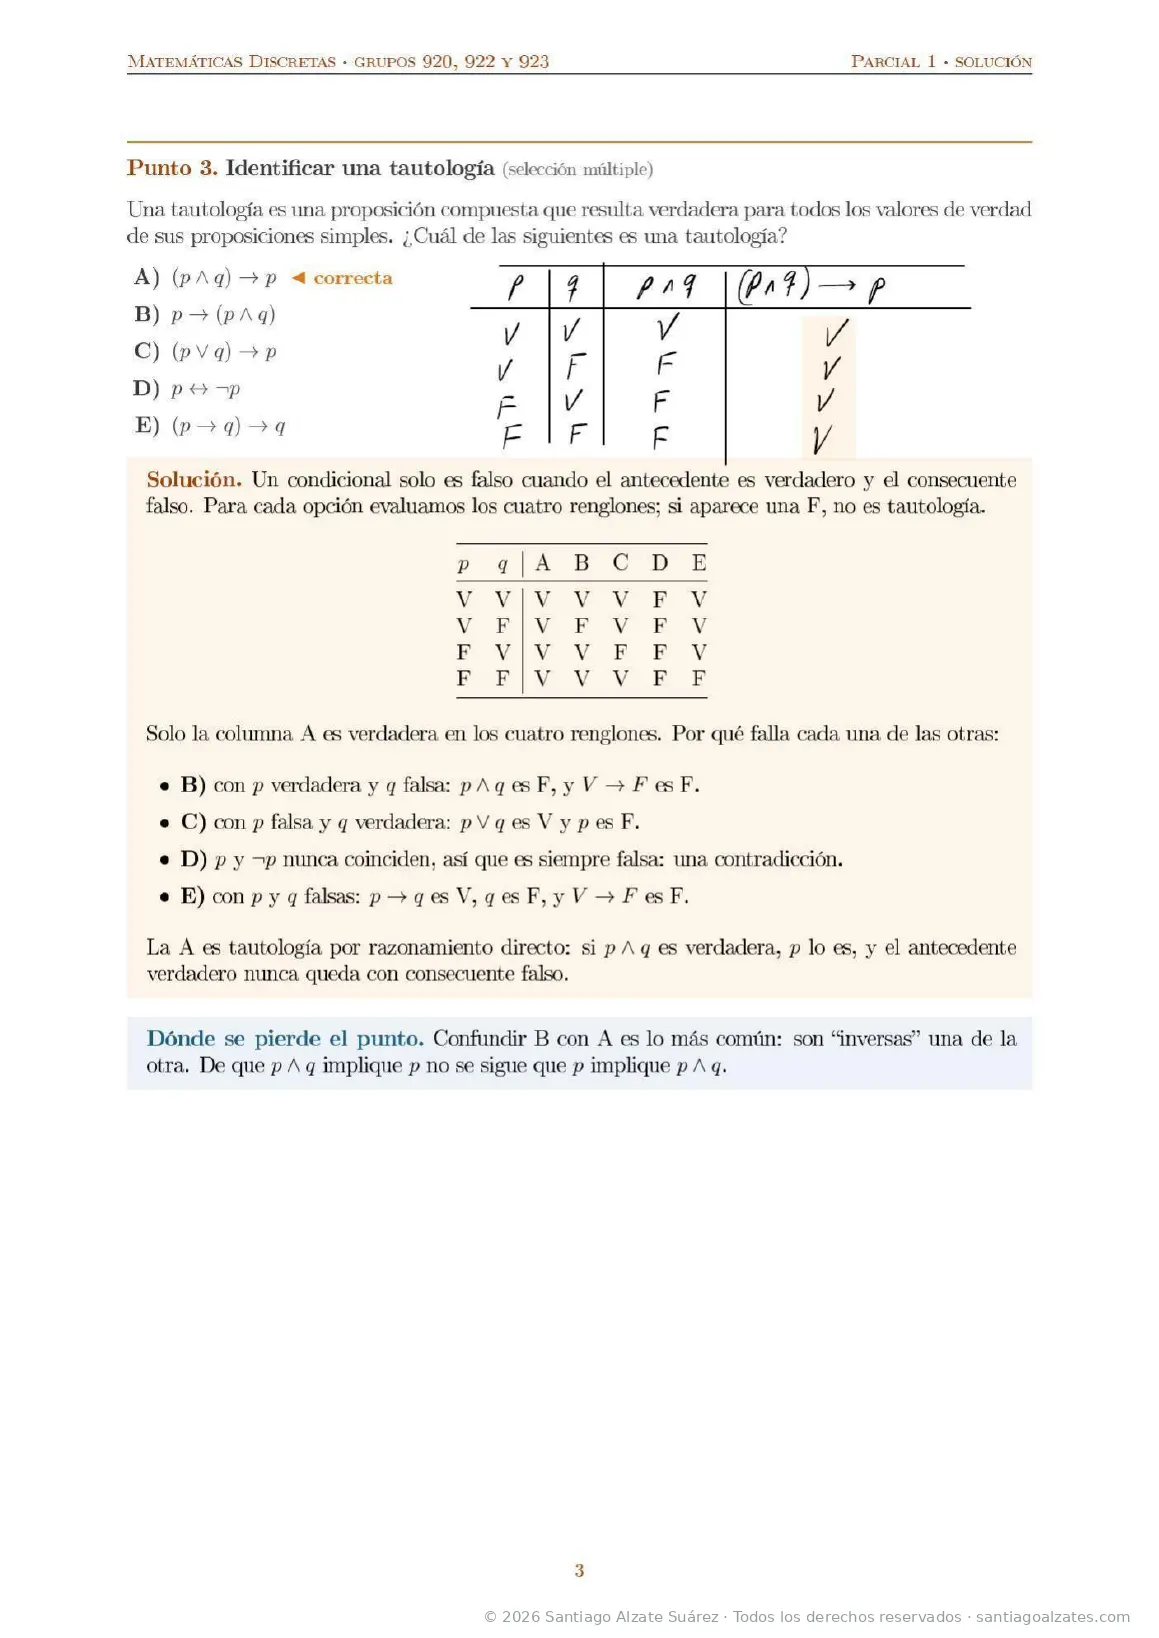 Matemáticas Discretas · grupos 920, 922 y 923
Parcial 1 · solución
Punto 3. Identificar una tautología (selección múltiple)
Una tautología es una proposición compuesta que resulta verdadera para todos los valores de verdad
de sus proposiciones simples. ¿Cuál de las siguientes es una tautología?
A) (p ∧ q) → p ◄ correcta
B) p → (p ∧ q)
C) (p ∨ q) → p
D) p ↔ ¬p
E) (p → q) → q
p q p ∧ q (p ∧ q) → p
V V V V
V F F V
F V F V
F F F V
Solución. Un condicional solo es falso cuando el antecedente es verdadero y el consecuente
falso. Para cada opción evaluamos los cuatro renglones; si aparece una F, no es tautología.
p q A B C D E
V V V V V F V
V F V F V F V
F V V V F F V
F F V V V F F
Solo la columna A es verdadera en los cuatro renglones. Por qué falla cada una de las otras:
• B) con p verdadera y q falsa: p ∧ q es F, y V → F es F.
• C) con p falsa y q verdadera: p ∨ q es V y p es F.
• D) p y ¬p nunca coinciden, así que es siempre falsa: una contradicción.
• E) con p y q falsas: p → q es V, q es F, y V → F es F.
La A es tautología por razonamiento directo: si p ∧ q es verdadera, p lo es, y el antecedente
verdadero nunca queda con consecuente falso.
Dónde se pierde el punto. Confundir B con A es lo más común: son “inversas” una de la
otra. De que p ∧ q implique p no se sigue que p implique p ∧ q.
3
© 2026 Santiago Alzate Suárez · Todos los derechos reservados · santiagoalzates.com